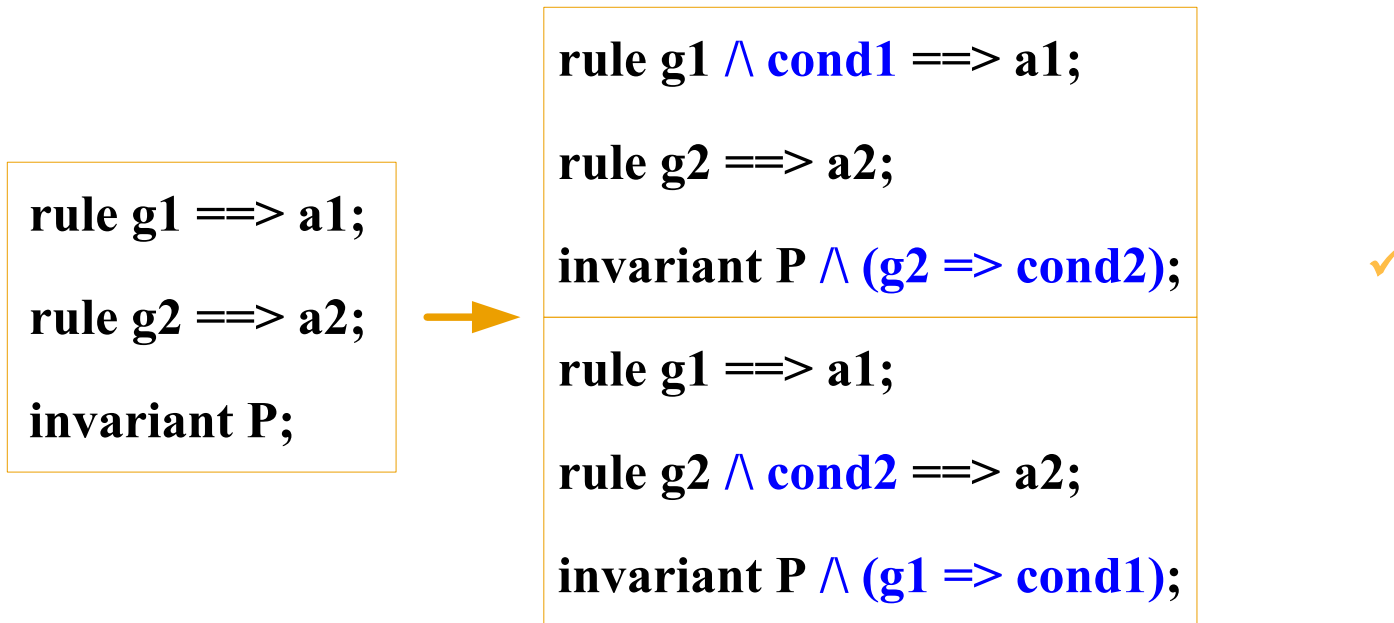 rule g1 ==> a1;
rule g2 ==> a2;
invariant P;
rule g1 /\ cond1 ==> a1;
rule g2 ==> a2;
invariant P /\ (g2 => cond2);
rule g1 ==> a1;
rule g2 /\ cond2 ==> a2;
invariant P /\ (g1 => cond1);